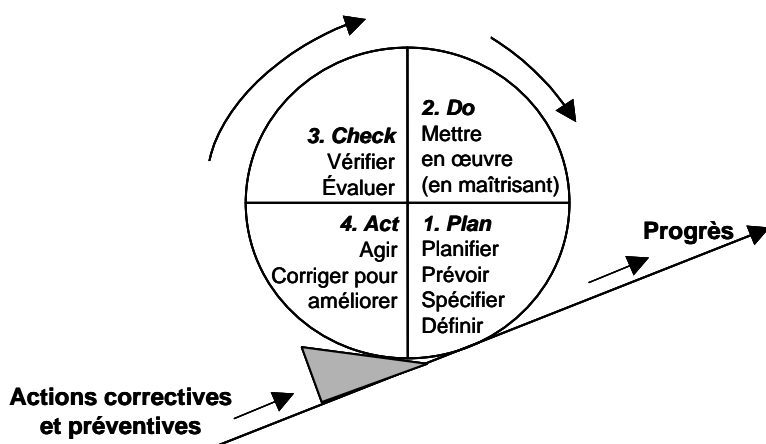 2. Do
Mettre
en œuvre
(en maîtrisant)
3. Check
Vérifier
Évaluer
4. Act
Agir
Corriger pour
améliorer
1. Plan
Planifier
Prévoir
Spécifier
Définir
Progrès
Actions correctives
et préventives